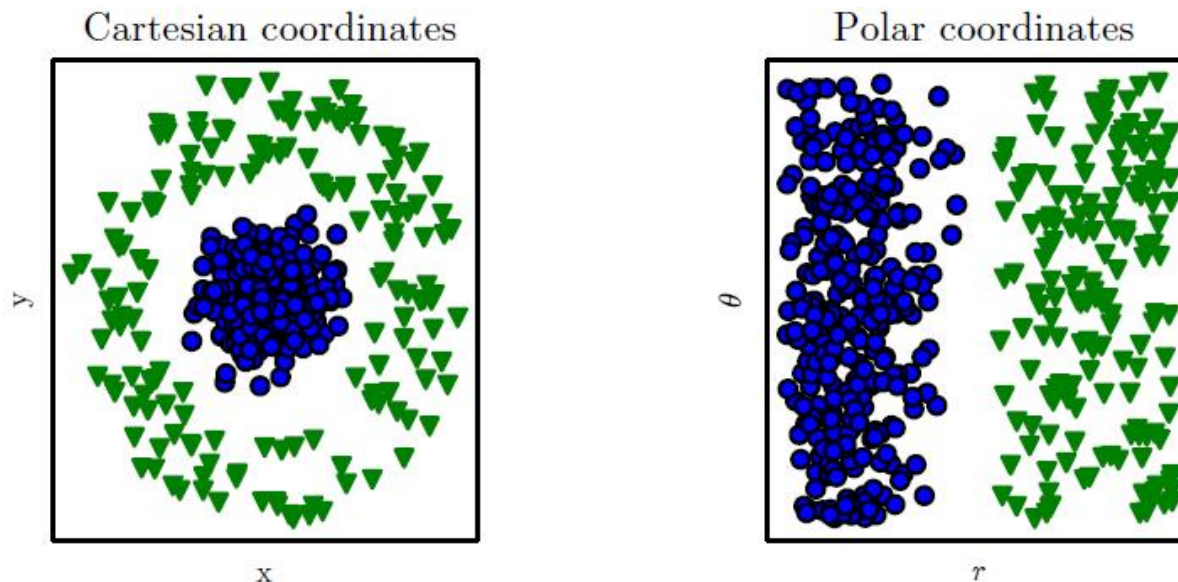 Cartesian coordinates
y
x
Polar coordinates
θ
r